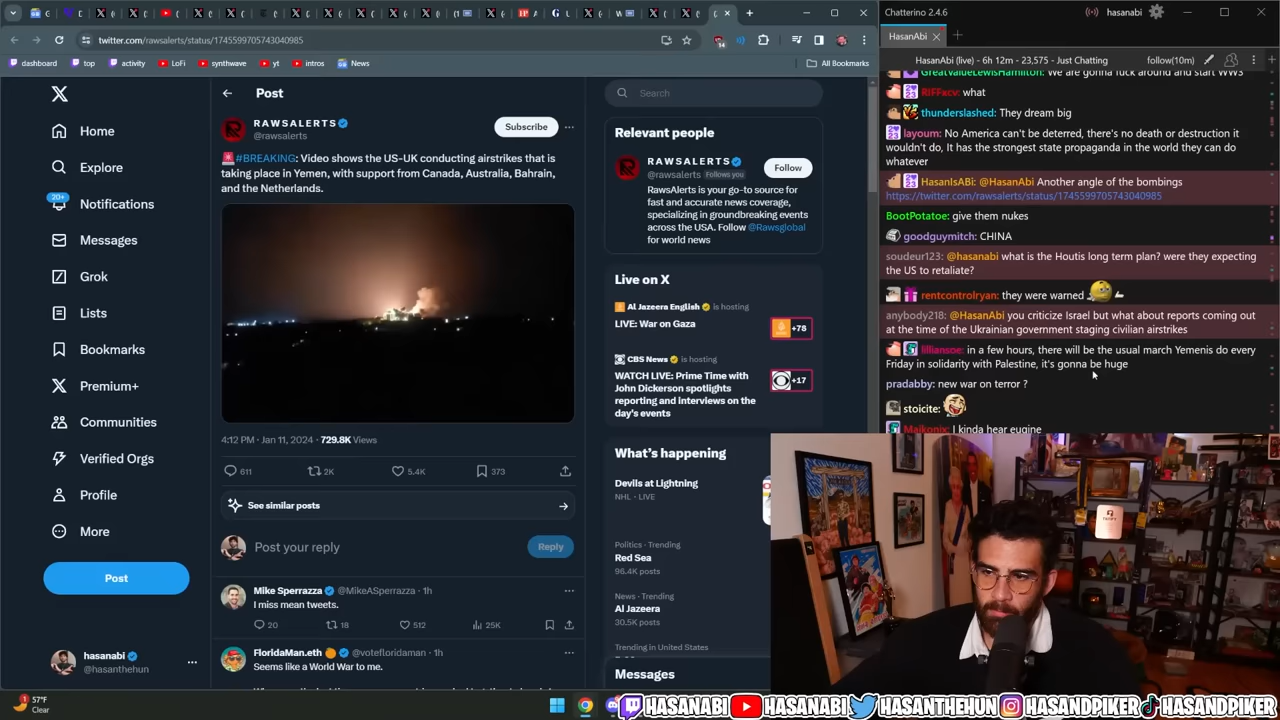 twitter.com/rawsalerts/status/1745599705743040985
14
dashboard
top
activity
LoFi
synthwave
yt
intros
News
All Bookmarks
Home
Explore
20+
Notifications
Messages
Grok
Lists
Bookmarks
Premium+
Communities
Verified Orgs
Profile
More
Post
hasanabi
@hasanthehun
Post
R A W S A L E R T S
@rawsalerts
Subscribe
#BREAKING: Video shows the US-UK conducting airstrikes that is
taking place in Yemen, with support from Canada, Australia, Bahrain,
and the Netherlands.
4:12 PM · Jan 11, 2024 · 729.8K Views
611
2K
5.4K
373
See similar posts
Post your reply
Reply
Mike Sperrazza @MikeASperrazza · 1h
I miss mean tweets.
20
18
512
25K
FloridaMan.eth @votefloridaman · 1h
Seems like a World War to me.
Search
Relevant people
R A W S A L E R T S
@rawsalerts Follows you
Follow
RawsAlerts is your go-to source for
fast and accurate news coverage,
specializing in groundbreaking events
across the USA. Follow @Rawsglobal
for world news
Live on X
Al Jazeera English is hosting
LIVE: War on Gaza
+78
CBS News is hosting
WATCH LIVE: Prime Time with
John Dickerson spotlights
reporting and interviews on the
day's events
+17
What's happening
Devils at Lightning
NHL · LIVE
Politics · Trending
Red Sea
96.4K posts
News · Trending
Al Jazeera
30.5K posts
Trending in United States
Messages
Chatterino 2.4.6
hasanabi
HasanAbi
HasanAbi (live) - 6h 12m - 23,575 - Just Chatting
follow(10m)
GreatValueLewisHamilton: We are gonna fuck around and start WW3
RIFFxcv: what
thunderslashed: They dream big
layoum: No America can't be deterred, there's no death or destruction it
wouldn't do, It has the strongest state propaganda in the world they can do
whatever
HasanIsABi: @HasanAbi Another angle of the bombings
https://twitter.com/rawsalerts/status/1745599705743040985
BootPotatoe: give them nukes
goodguymitch: CHINA
soudeur123: @hasanabi what is the Houtis long term plan? were they expecting
the US to retaliate?
rentcontrolryan: they were warned
anybody218: @HasanAbi you criticize Israel but what about reports coming out
at the time of the Ukrainian government staging civilian airstrikes
lilliansoe: in a few hours, there will be the usual march Yemenis do every
Friday in solidarity with Palestine, it's gonna be huge
pradabby: new war on terror ?
stoicite:
Maikonix: I kinda hear eugine
57°F
Clear
HASANABI
HASANABI
HASANTHEHUN
HASANDPIKER
HASANDPIKER